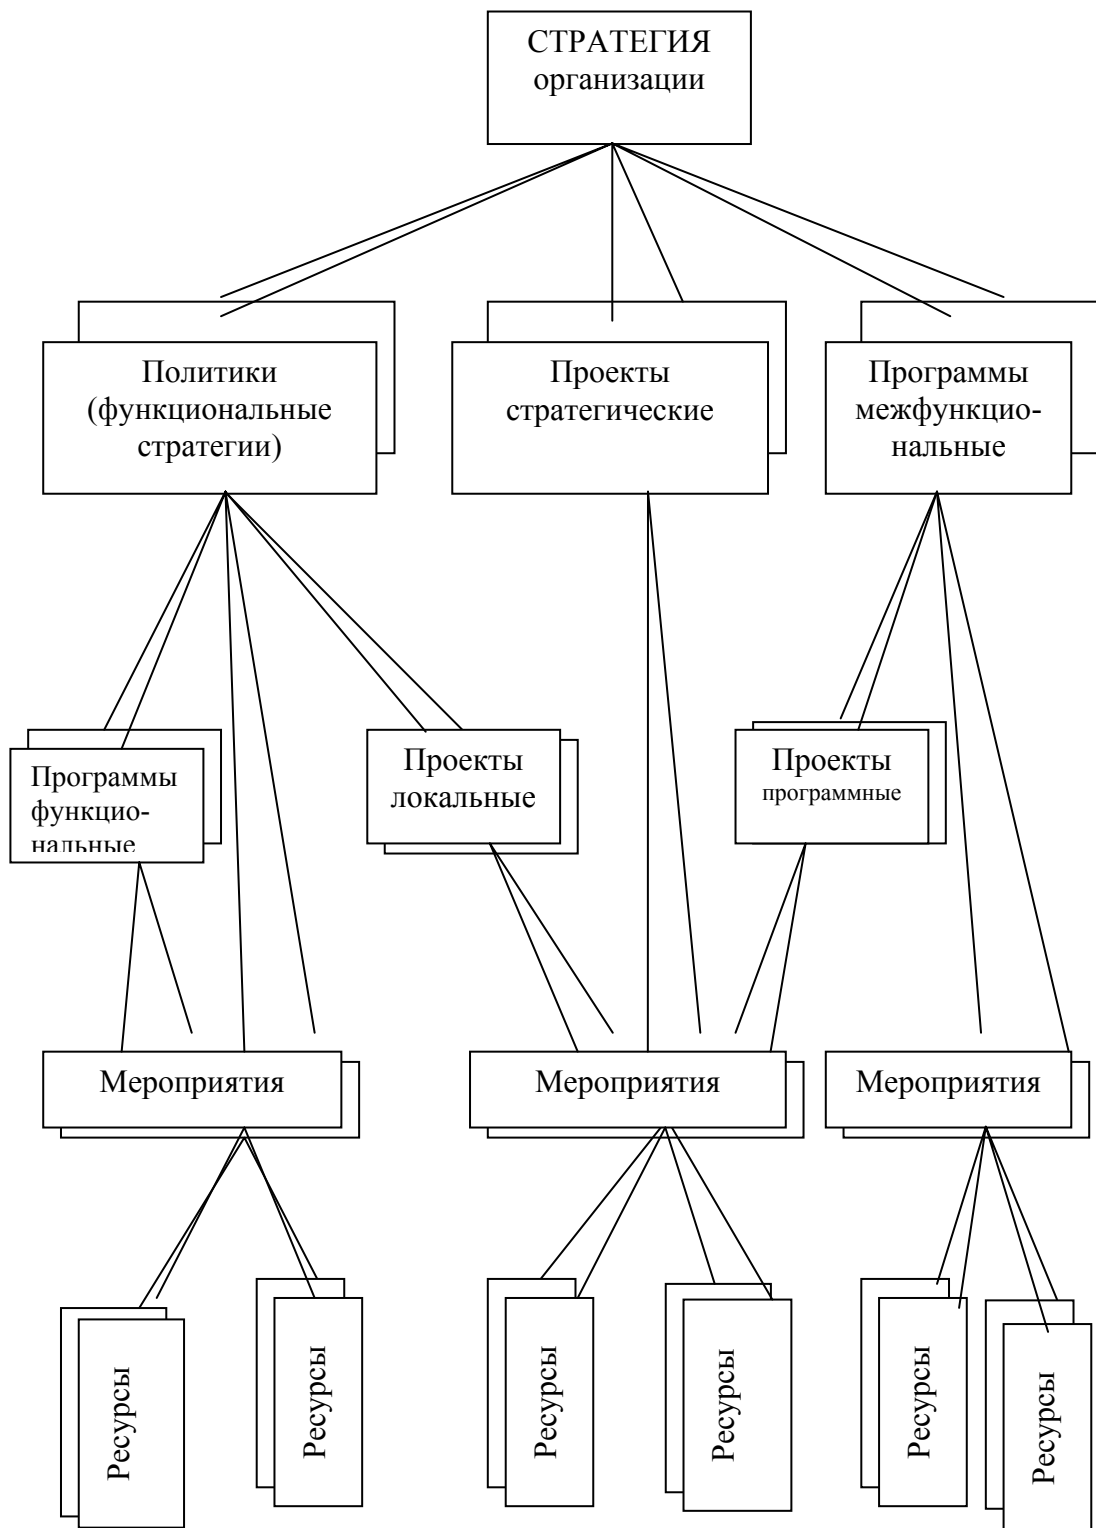 СТРАТЕГИЯ
организации
Политики
(функциональные
стратегии)
Проекты
стратегические
Программы
межфункцио-
нальные
Программы
функцио-
нальные
Проекты
локальные
Проекты
программные
Мероприятия
Мероприятия
Мероприятия
Ресурсы
Ресурсы
Ресурсы
Ресурсы
Ресурсы
Ресурсы